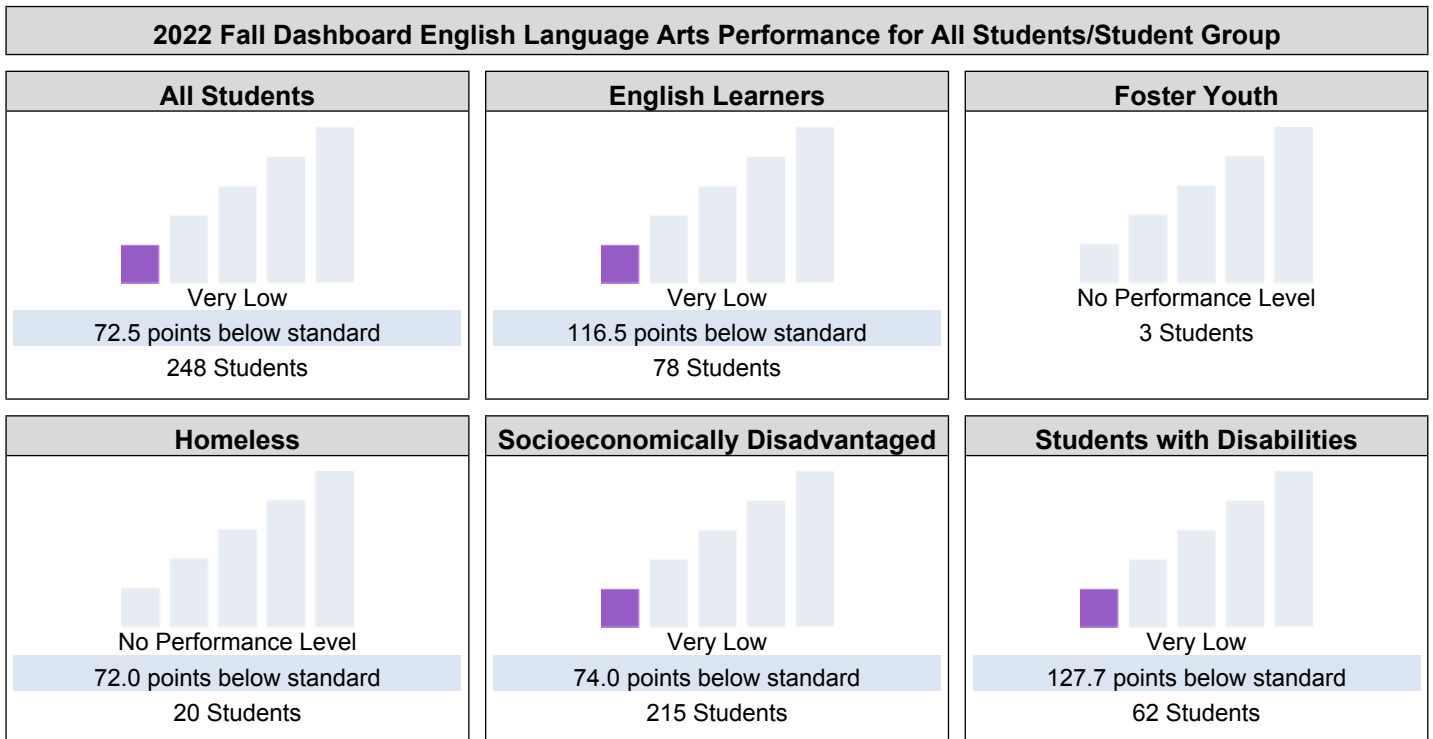 2022 Fall Dashboard English Language Arts Performance for All Students/Student Group
All Students
Very Low
72.5 points below standard
248 Students
English Learners
Very Low
116.5 points below standard
78 Students
Foster Youth
No Performance Level
3 Students
Homeless
No Performance Level
72.0 points below standard
20 Students
Socioeconomically Disadvantaged
Very Low
74.0 points below standard
215 Students
Students with Disabilities
Very Low
127.7 points below standard
62 Students